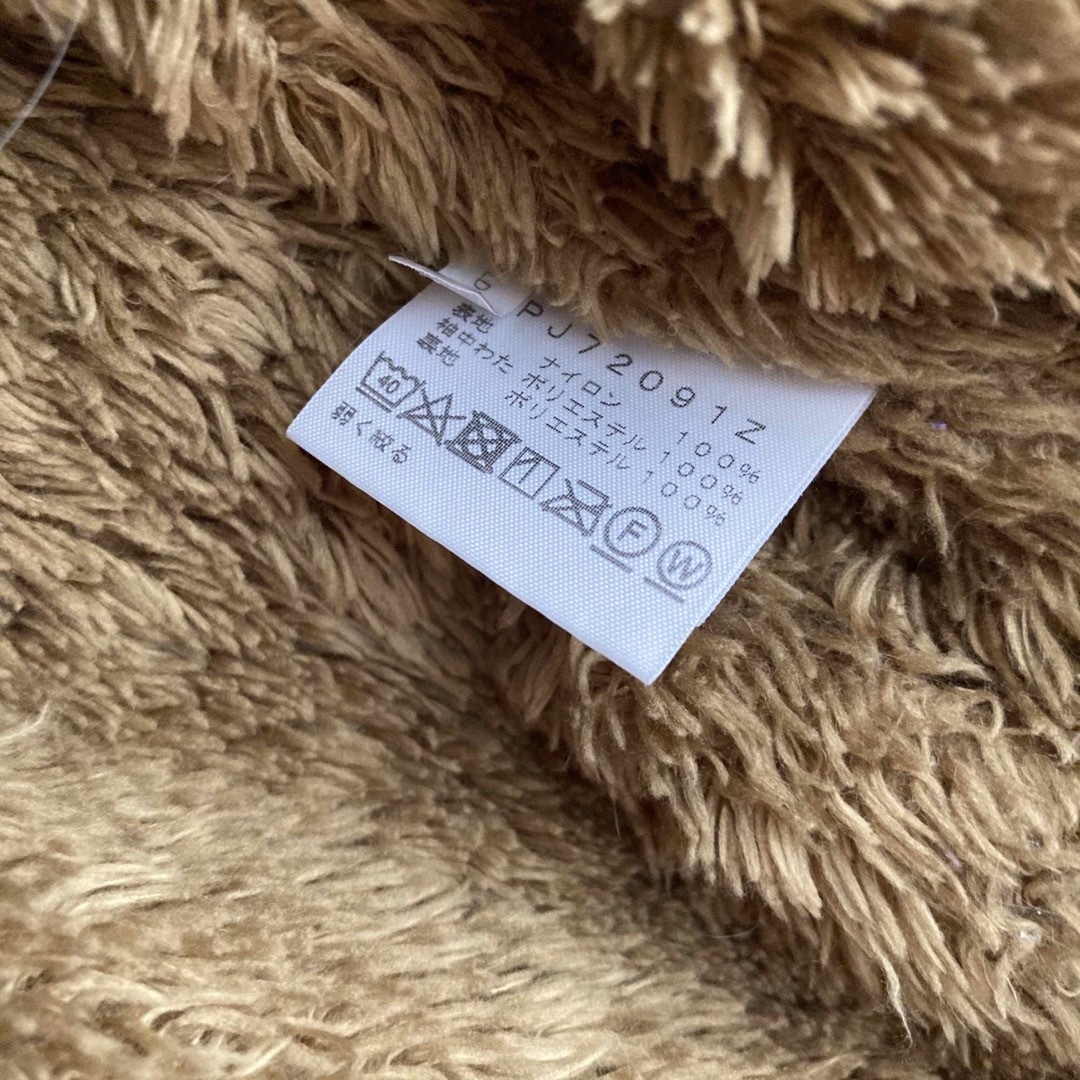 PJ72091Z
表地 ナイロン 100%
袖中わた ポリエステル 100%
裏地 ポリエステル 100%
40 F W
弱く絞る